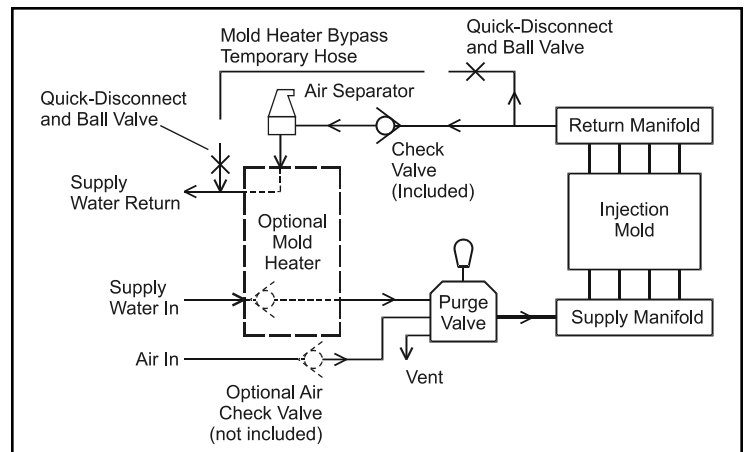 Mold Heater Bypass
Temporary Hose
Quick-Disconnect
and Ball Valve
Quick-Disconnect
and Ball Valve
Air Separator
Return Manifold
Check
Valve
(Included)
Supply
Water Return
Optional
Mold
Heater
Injection
Mold
Supply
Water In
Purge
Valve
Supply Manifold
Air In
Vent
Optional Air
Check Valve
(not included)